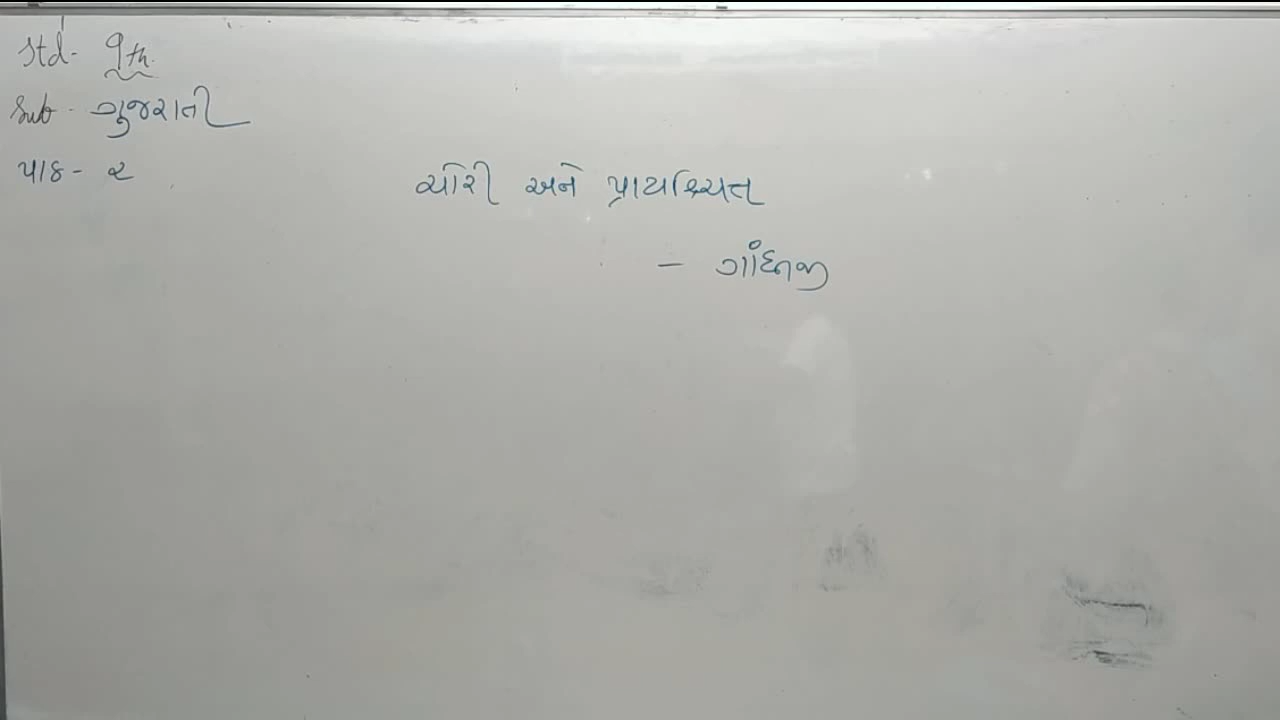 Std- 9th.
Sub - ગુજરાતી
પાઠ - ૨
ચોરી અને પ્રાયશ્ચિત
- ગાંધીજી